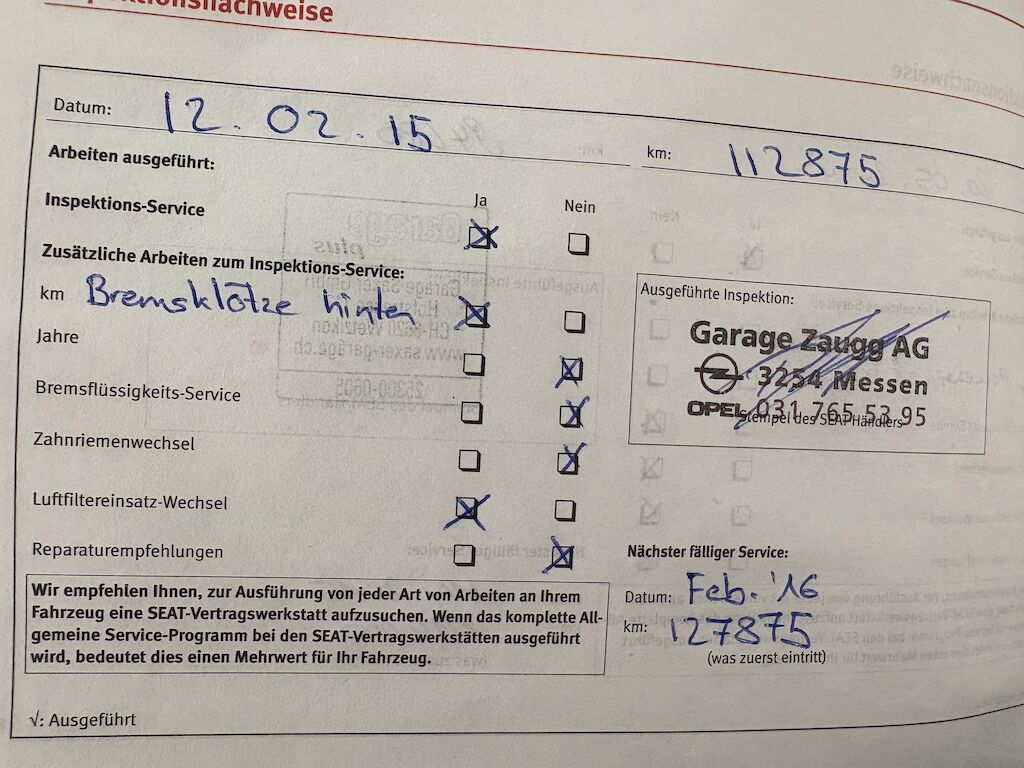 Inspektionsnachweise
Datum: 12.02.15
km: 112875
Arbeiten ausgeführt:
Ja Nein
Inspektions-Service
Zusätzliche Arbeiten zum Inspektions-Service:
km Bremsklötze hinten
Jahre
Bremsflüssigkeits-Service
Zahnriemenwechsel
Luftfiltereinsatz-Wechsel
Reparaturempfehlungen
Ausgeführte Inspektion:
Garage Zaugg AG
3254 Messen
OPEL 031 765 53 95
Stempel des SEAT-Händlers
Nächster fälliger Service:
Datum: Feb. '16
km: 127875
(was zuerst eintritt)
Wir empfehlen Ihnen, zur Ausführung von jeder Art von Arbeiten an Ihrem
Fahrzeug eine SEAT-Vertragswerkstatt aufzusuchen. Wenn das komplette All-
gemeine Service-Programm bei den SEAT-Vertragswerkstätten ausgeführt
wird, bedeutet dies einen Mehrwert für Ihr Fahrzeug.
√: Ausgeführt